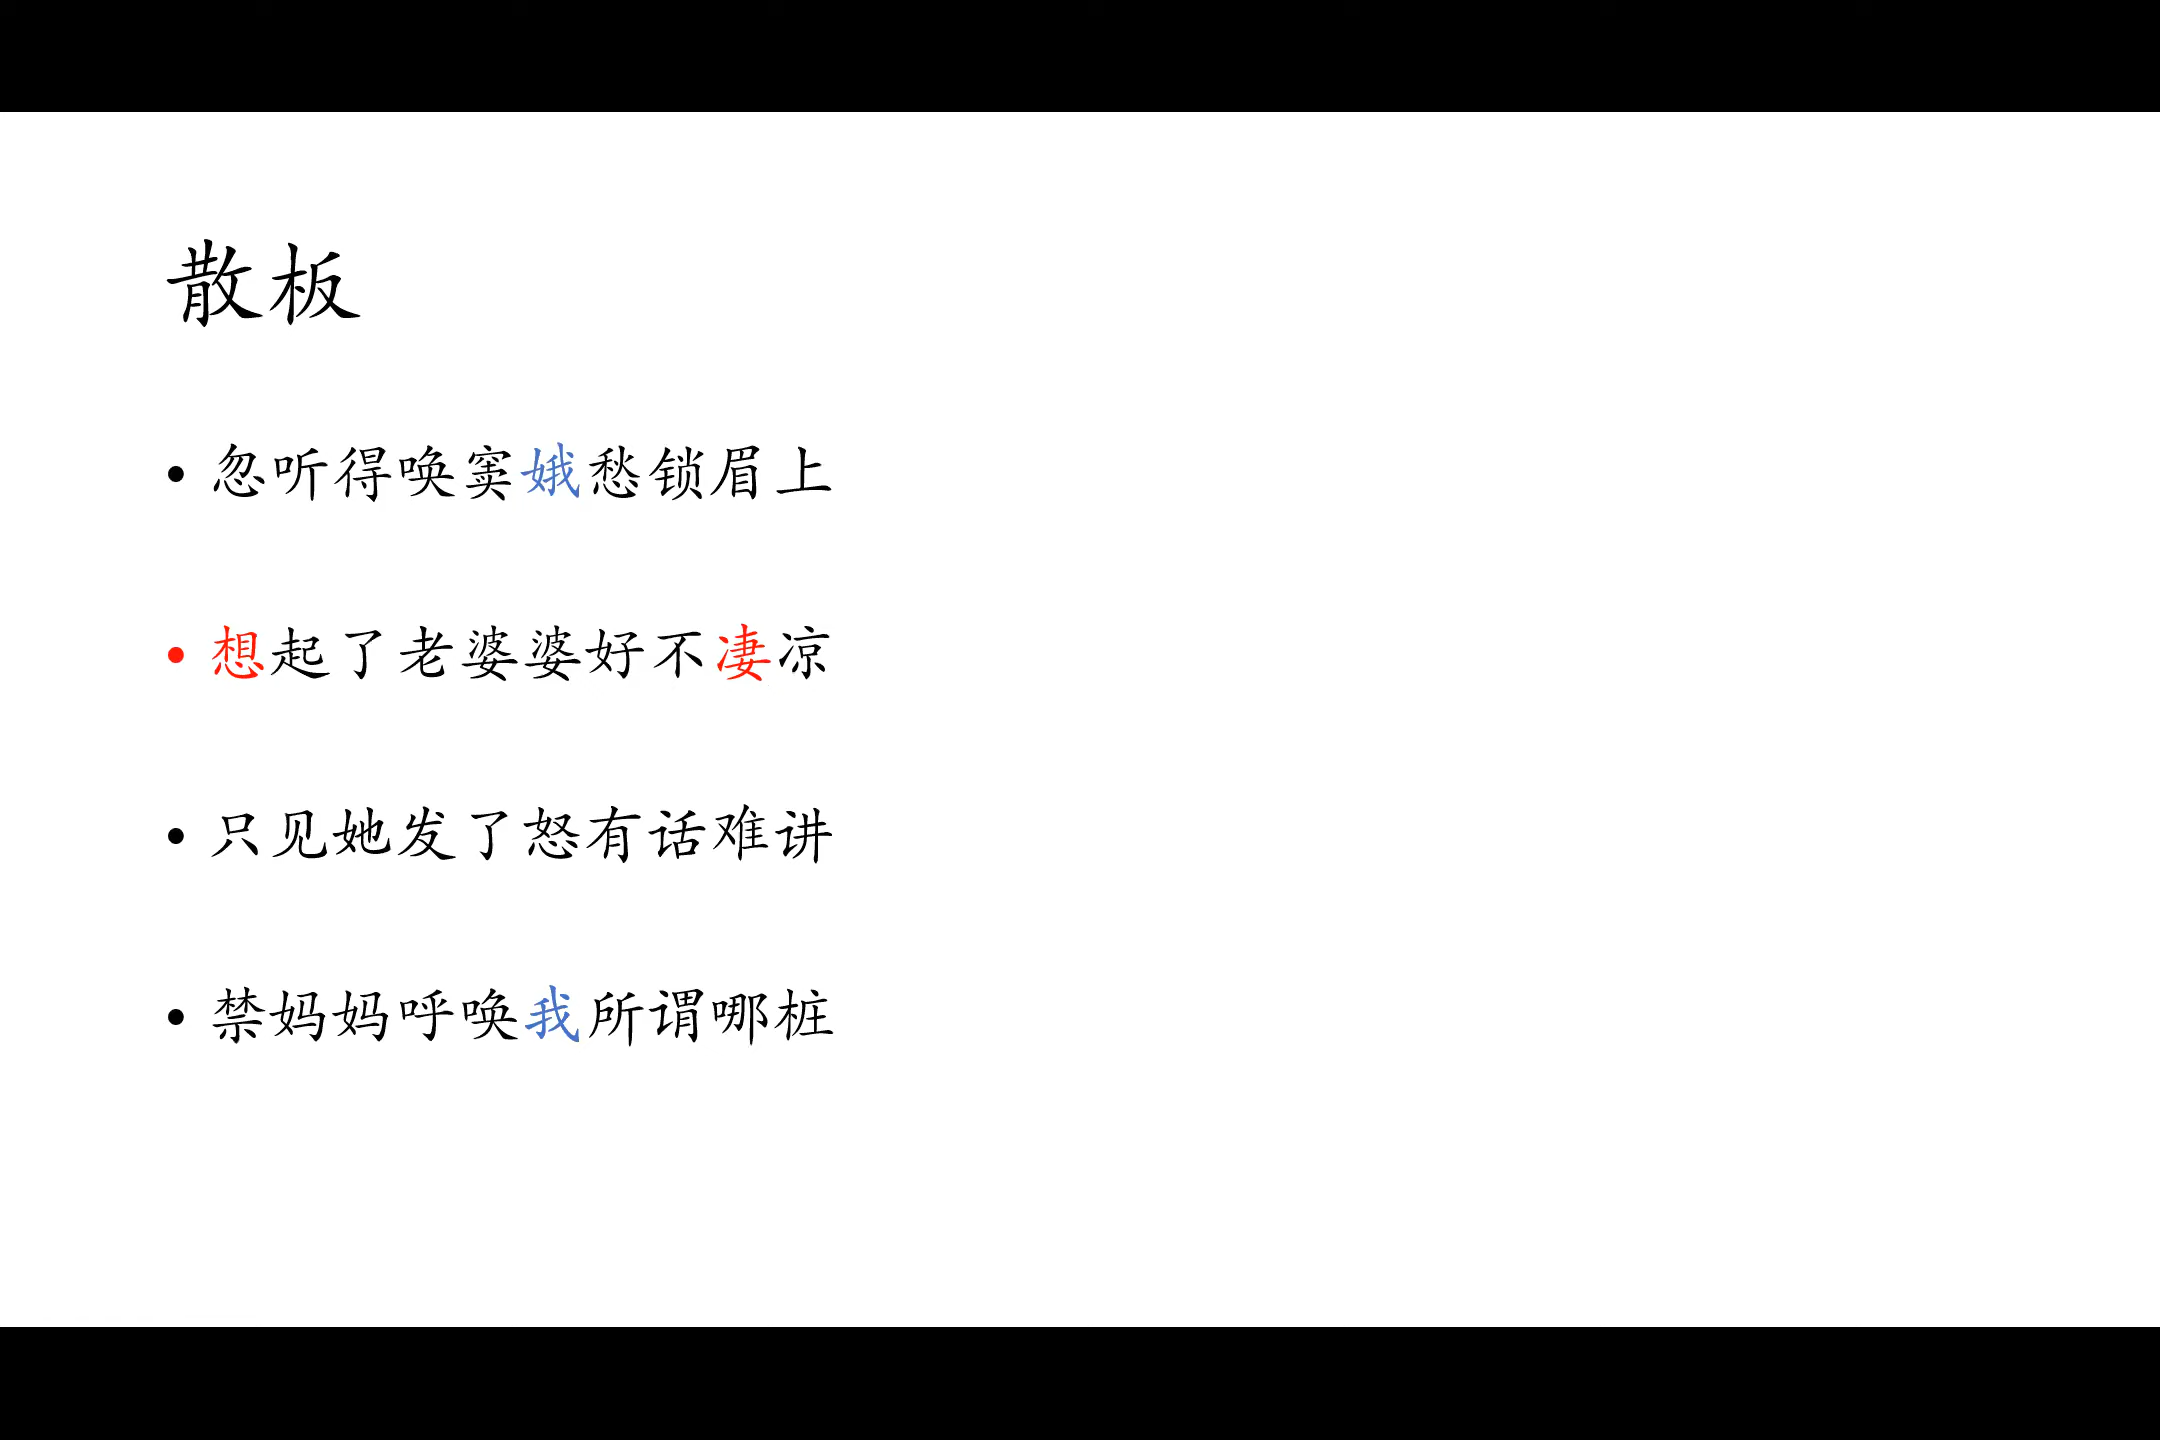 散板
• 忽听得唤窦娥愁锁眉上
• 想起了老婆婆好不凄凉
• 只见她发了怒有话难讲
• 禁妈妈呼唤我所谓哪桩